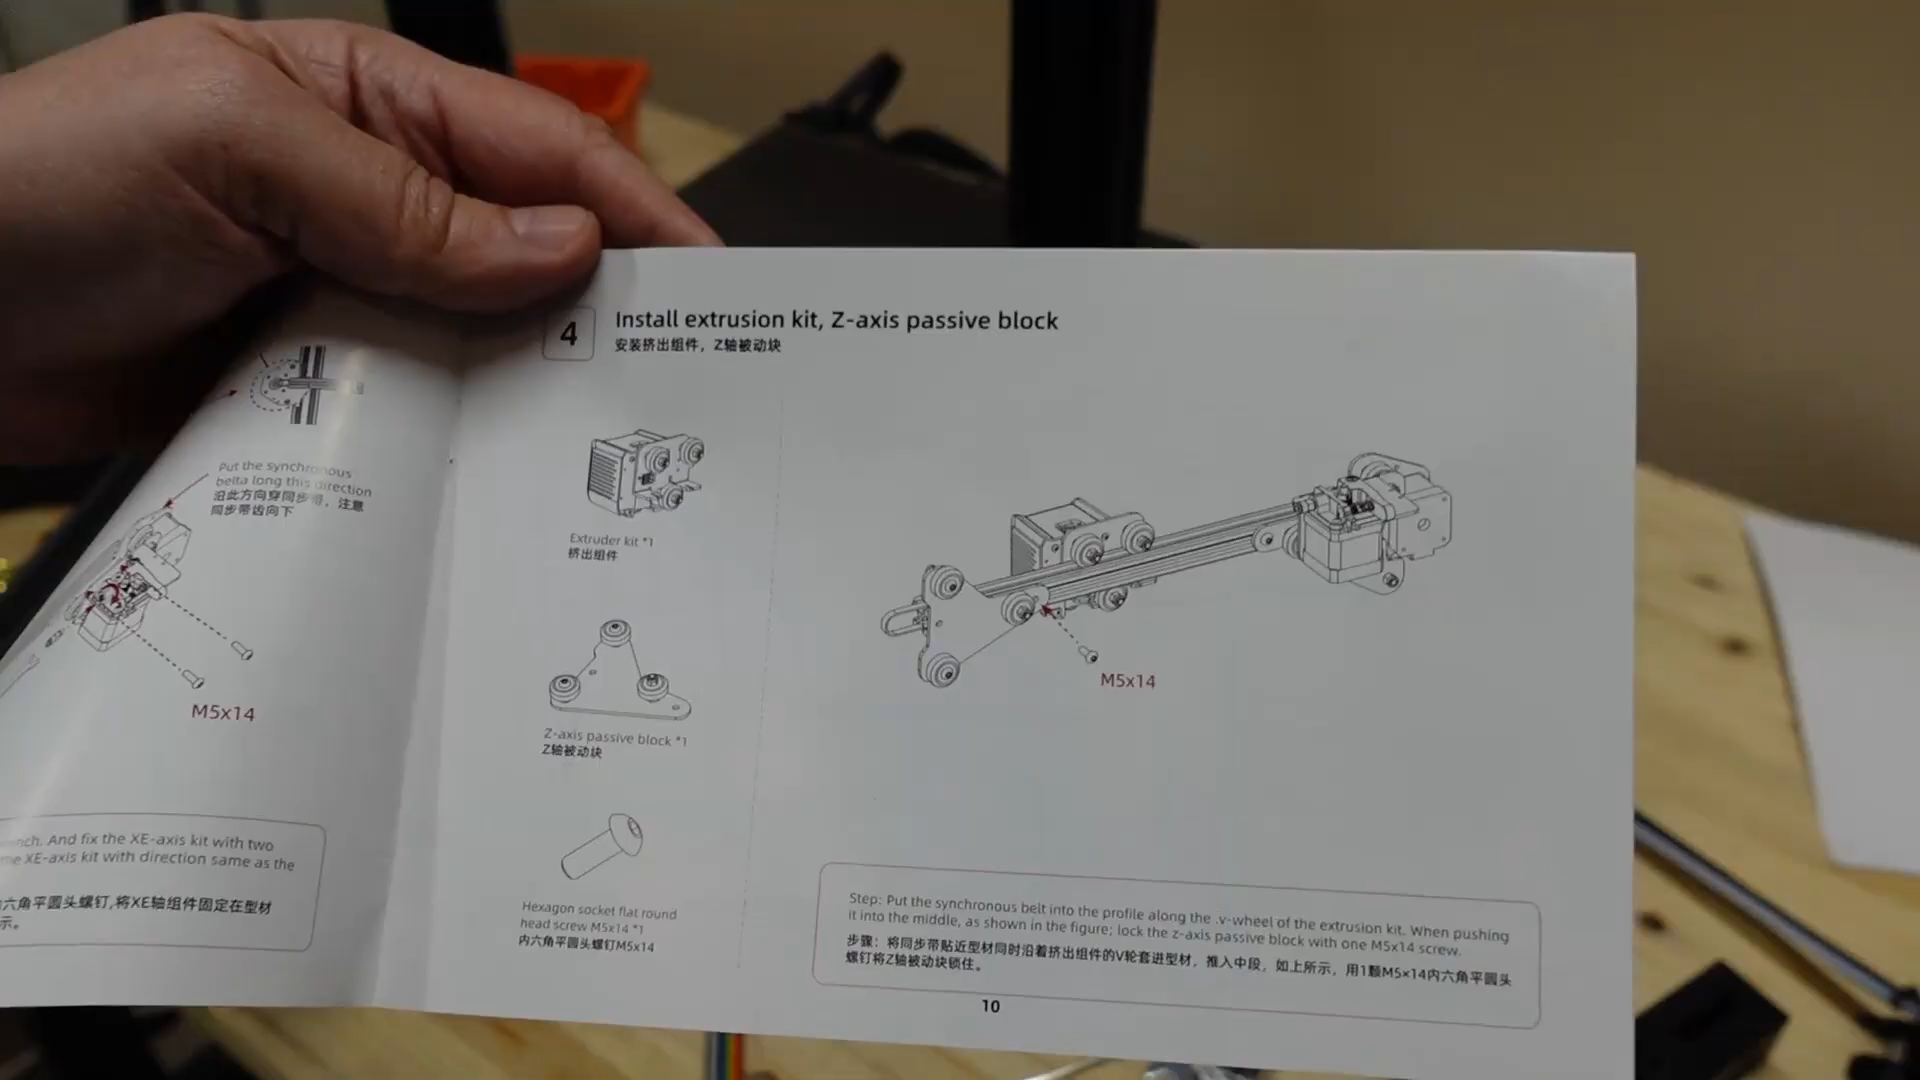 Put the synchronous
belta long this direction
沿此方向穿同步带，注意
同步带齿向下
M5x14
And fix the XE-axis kit with two
XE-axis kit with direction same as the
六角平圆头螺钉,将XE轴组件固定在型材
示。
4
Install extrusion kit, Z-axis passive block
安装挤出组件，Z轴被动块
Extruder kit *1
挤出组件
Z-axis passive block *1
Z轴被动块
Hexagon socket flat round
head screw M5x14 *1
内六角平圆头螺钉M5x14
M5x14
Step: Put the synchronous belt into the profile along the .v-wheel of the extrusion kit. When pushing
it into the middle, as shown in the figure; lock the z-axis passive block with one M5x14 screw.
步骤：将同步带贴近型材同时沿着挤出组件的V轮套进型材，推入中段，如上所示，用1颗M5×14内六角平圆头
螺钉将Z轴被动块锁住。
10